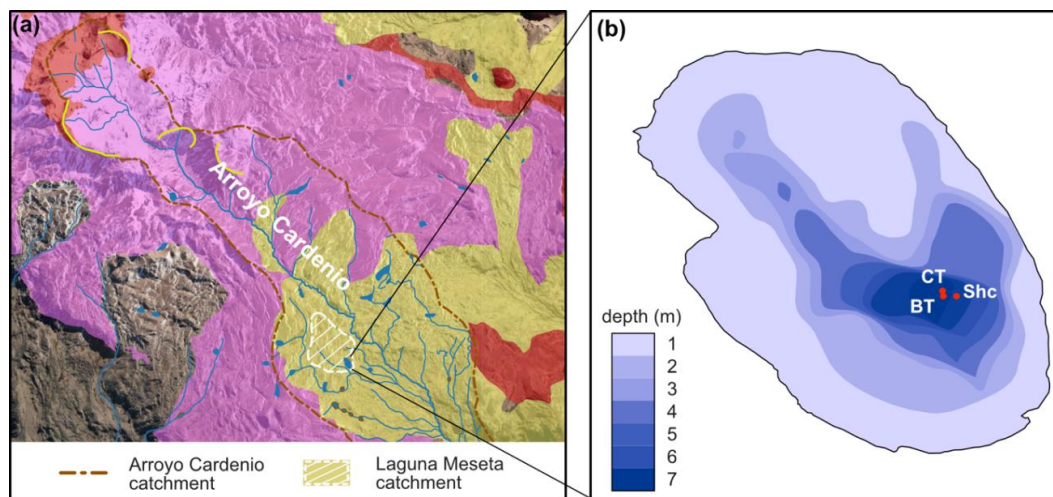 (a)
Arroyo Cardenio
Arroyo Cardenio
catchment
Laguna Meseta
catchment
(b)
CT
Shc
BT
depth (m)
1
2
3
4
5
6
7